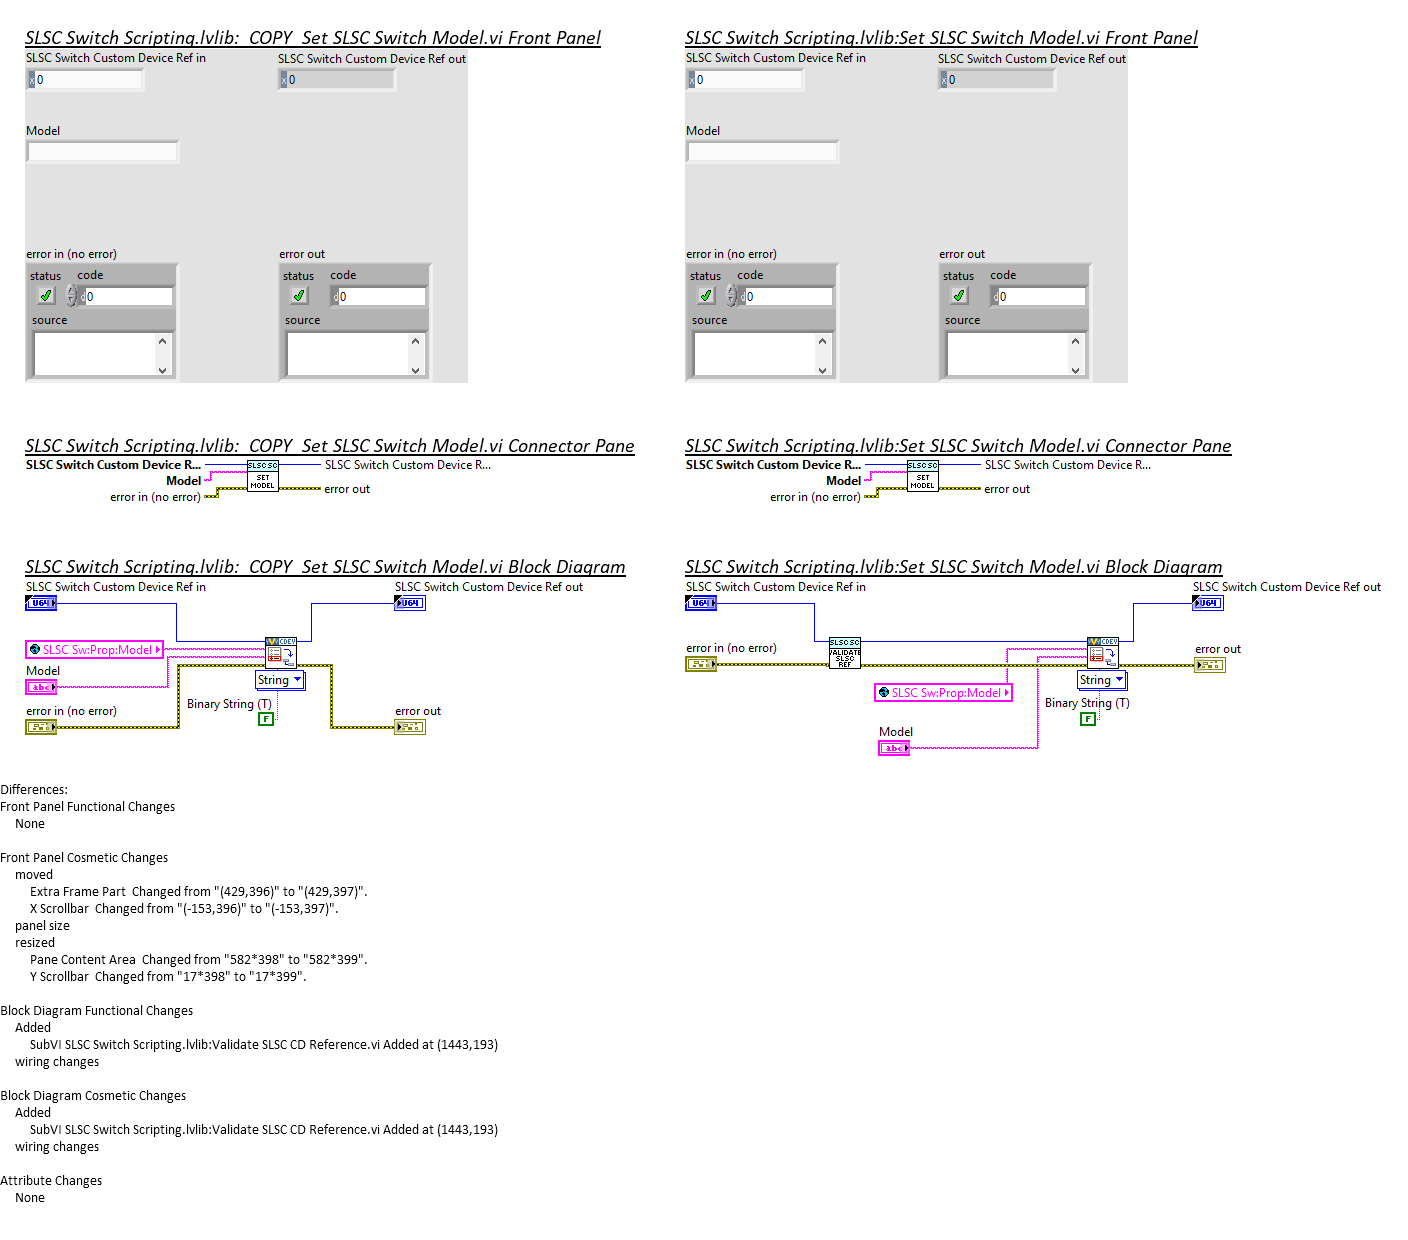 SLSC Switch Scripting.lvlib:_COPY_Set SLSC Switch Model.vi Front Panel
SLSC Switch Custom Device Ref in
SLSC Switch Custom Device Ref out
x 0
x 0
Model
error in (no error)
error out
status
code
status
code
d 0
d 0
source
source
SLSC Switch Scripting.lvlib:Set SLSC Switch Model.vi Front Panel
SLSC Switch Custom Device Ref in
SLSC Switch Custom Device Ref out
x 0
x 0
Model
error in (no error)
error out
status
code
status
code
d 0
d 0
source
source
SLSC Switch Scripting.lvlib:_COPY_Set SLSC Switch Model.vi Connector Pane
SLSC Switch Custom Device R...
SLSC SC
SLSC Switch Custom Device R...
Model
SET
MODEL
error in (no error)
error out
SLSC Switch Scripting.lvlib:Set SLSC Switch Model.vi Connector Pane
SLSC Switch Custom Device R...
SLSC SC
SLSC Switch Custom Device R...
Model
SET
MODEL
error in (no error)
error out
SLSC Switch Scripting.lvlib:_COPY_Set SLSC Switch Model.vi Block Diagram
SLSC Switch Custom Device Ref in
SLSC Switch Custom Device Ref out
U64
U64
CDEV
SLSC Sw:Prop:Model
Model
abc
String
Binary String (T)
F
error in (no error)
error out
SLSC Switch Scripting.lvlib:Set SLSC Switch Model.vi Block Diagram
SLSC Switch Custom Device Ref in
SLSC Switch Custom Device Ref out
U64
U64
error in (no error)
SLSC SC
VALIDATE
SLSC
REF
CDEV
error out
SLSC Sw:Prop:Model
String
Binary String (T)
F
Model
abc
Differences:
Front Panel Functional Changes
None
Front Panel Cosmetic Changes
moved
Extra Frame Part  Changed from "(429,396)" to "(429,397)".
X Scrollbar  Changed from "(-153,396)" to "(-153,397)".
panel size
resized
Pane Content Area  Changed from "582*398" to "582*399".
Y Scrollbar  Changed from "17*398" to "17*399".
Block Diagram Functional Changes
Added
SubVI SLSC Switch Scripting.lvlib:Validate SLSC CD Reference.vi Added at (1443,193)
wiring changes
Block Diagram Cosmetic Changes
Added
SubVI SLSC Switch Scripting.lvlib:Validate SLSC CD Reference.vi Added at (1443,193)
wiring changes
Attribute Changes
None